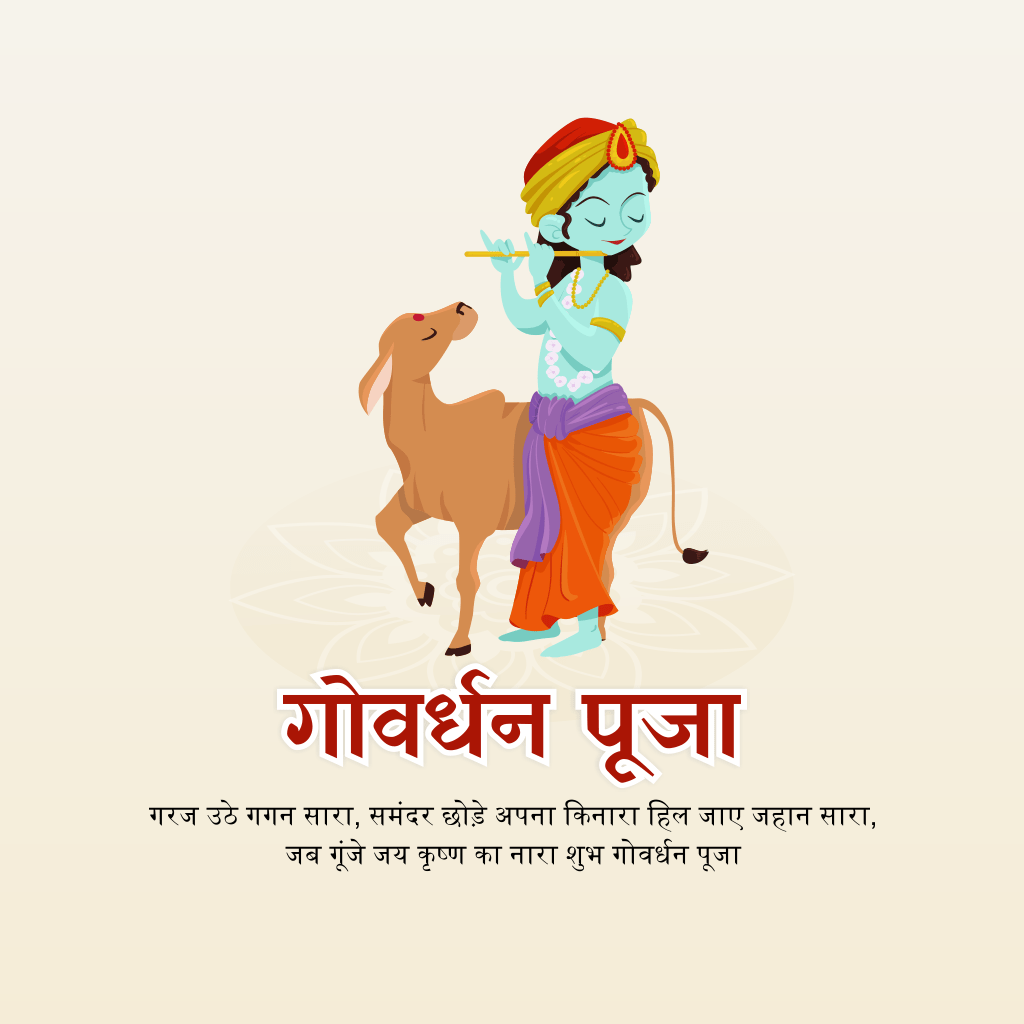 गोवर्धन पूजा
गरज उठे गगन सारा, समंदर छोड़े अपना किनारा हिल जाए जहान सारा,
जब गूंजे जय कृष्ण का नारा शुभ गोवर्धन पूजा